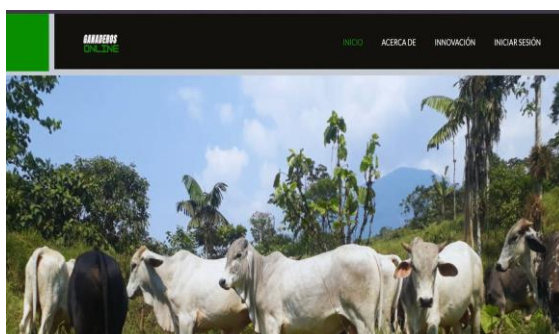 GANADEROS
ONLINE
INICIO
ACERCA DE
INNOVACIÓN
INICIAR SESIÓN